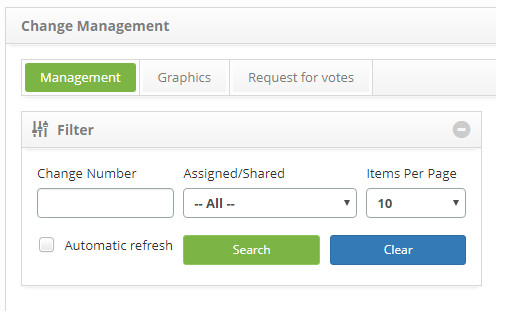 Change Management
Management Graphics Request for votes
Filter
Change Number Assigned/Shared Items Per Page
-- All -- 10
Automatic refresh Search Clear